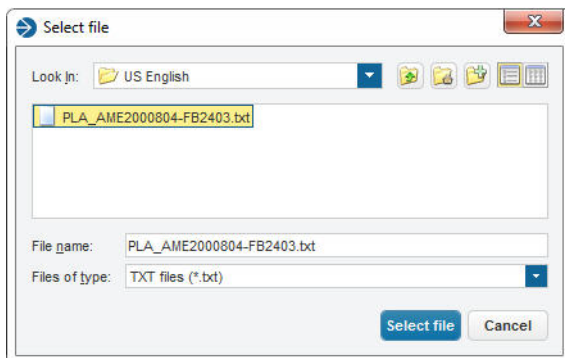 Select file
Look in: US English
PLA_AME2000804-FB2403.txt
File name: PLA_AME2000804-FB2403.txt
Files of type: TXT files (*.txt)
Select file Cancel